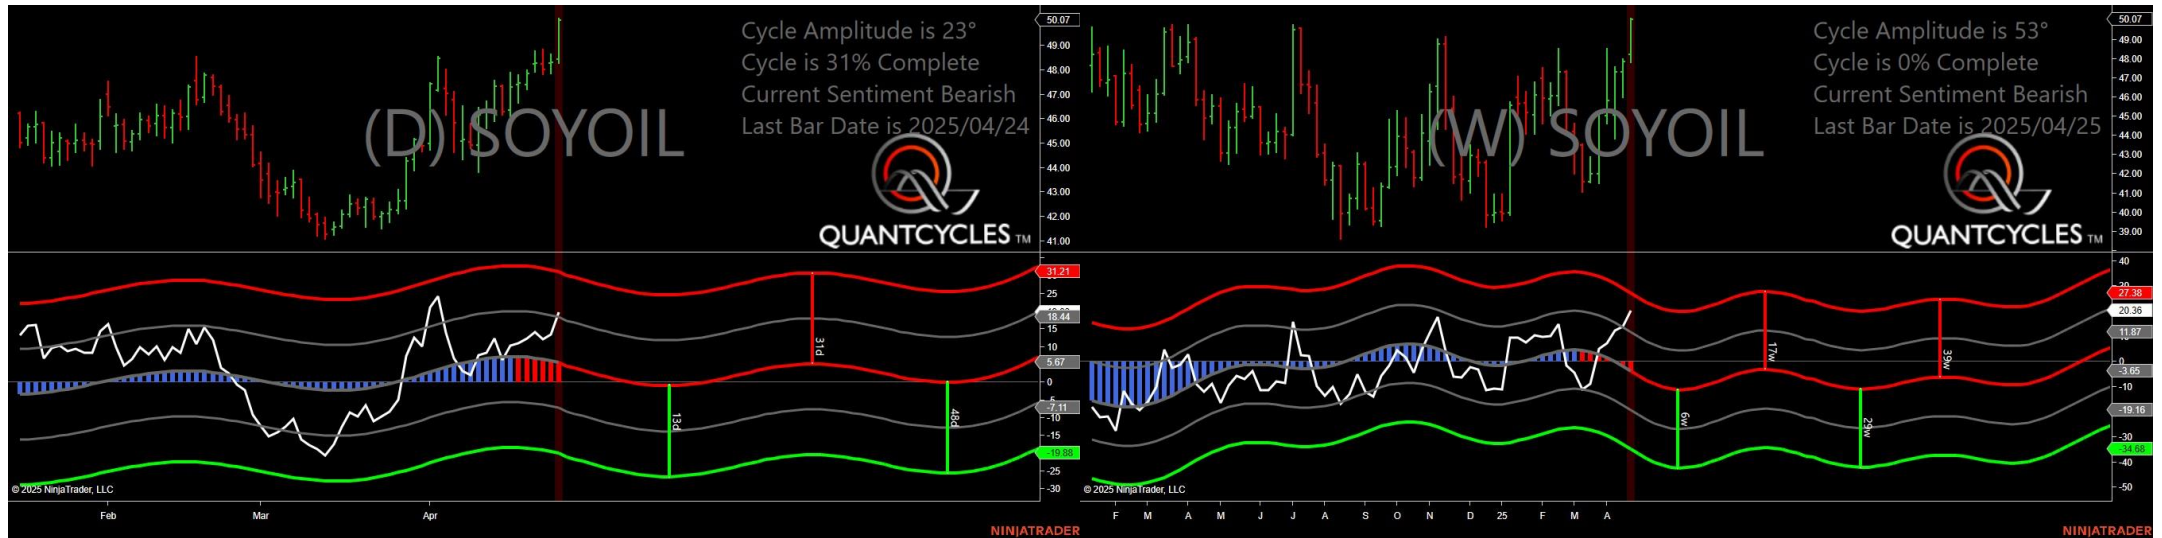 Cycle Amplitude is 23°
Cycle is 31% Complete
Current Sentiment Bearish
Last Bar Date is 2025/04/24
(D) SOYOIL
QUANTCYCLES TM
50.07
49.00
48.00
47.00
46.00
45.00
44.00
43.00
42.00
41.00
31.21
25
18.44
15
10
5.67
0
-5
-7.11
-10
-15
-19.88
-25
-30
31d
13d
48d
© 2025 NinjaTrader, LLC
Feb
Mar
Apr
NINJATRADER
Cycle Amplitude is 53°
Cycle is 0% Complete
Current Sentiment Bearish
Last Bar Date is 2025/04/25
(W) SOYOIL
QUANTCYCLES TM
50.07
49.00
48.00
47.00
46.00
45.00
44.00
43.00
42.00
41.00
40.00
39.00
40
30
27.38
20.36
11.87
0
-3.65
-10
-19.16
-30
-34.68
-40
-50
17w
39w
6w
29w
© 2025 NinjaTrader, LLC
F
M
A
M
J
J
A
S
O
N
D
25
F
M
A
NINJATRADER